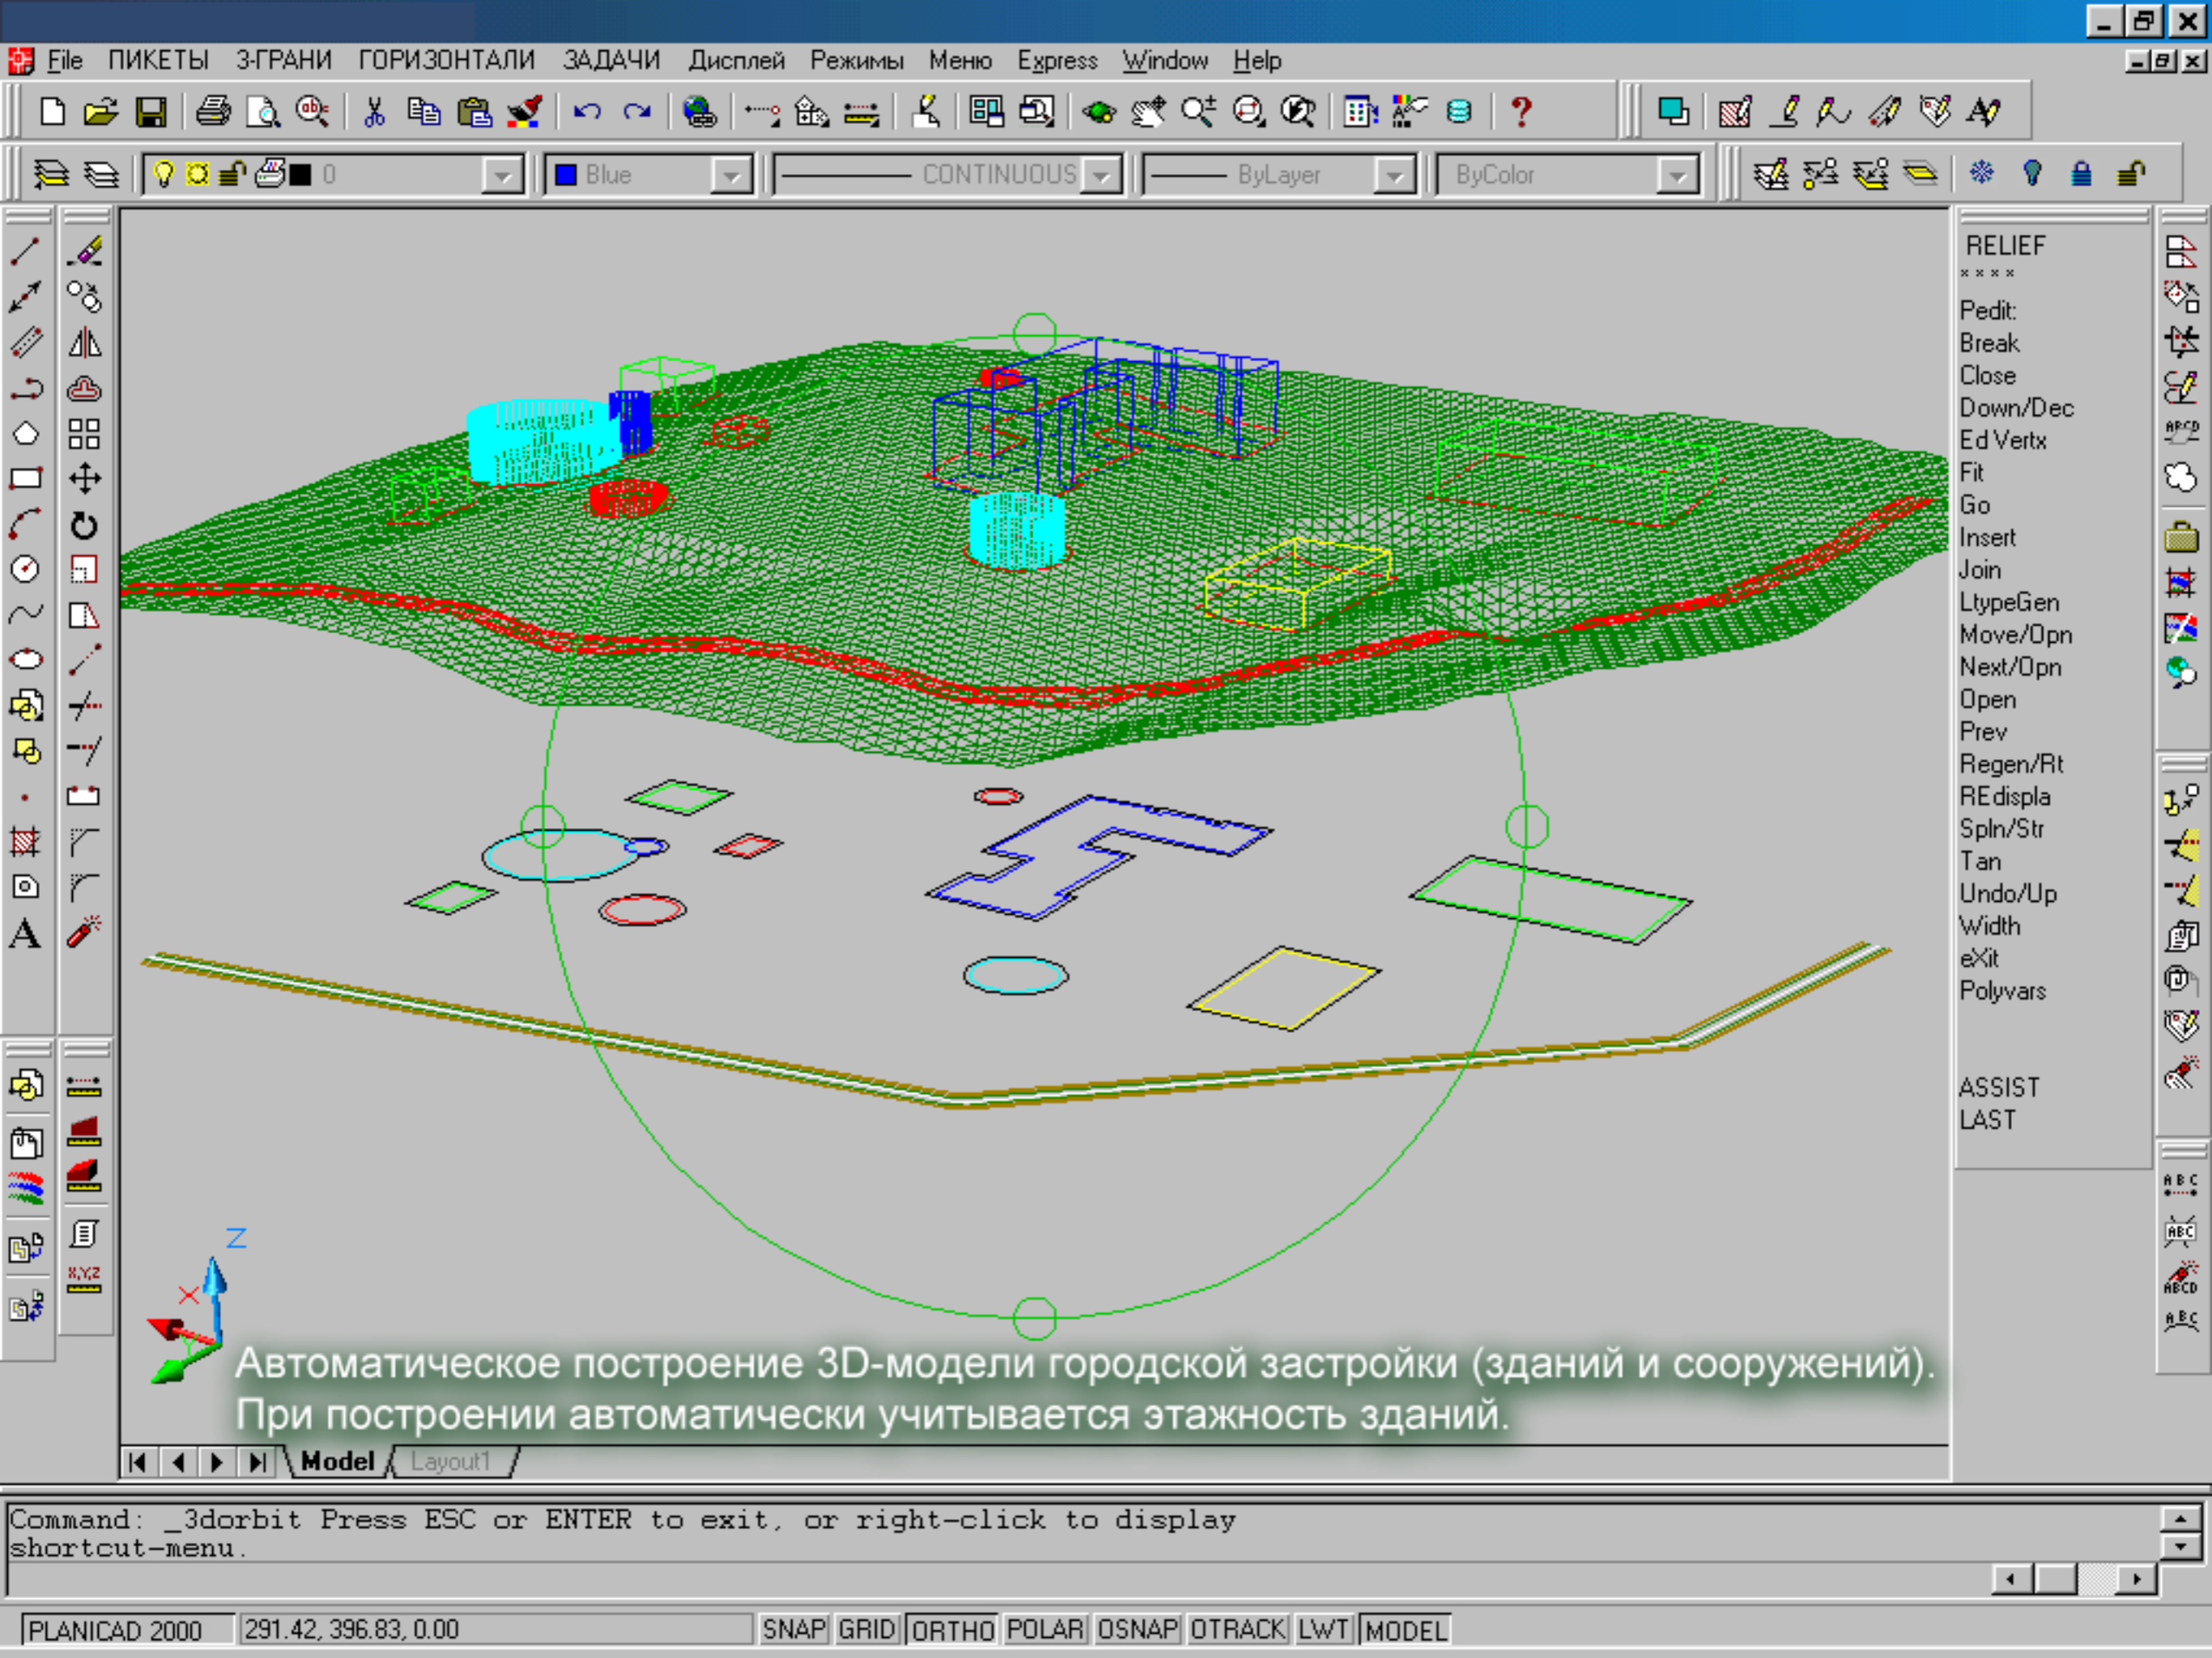 File ПИКЕТЫ 3-ГРАНИ ГОРИЗОНТАЛИ ЗАДАЧИ Дисплей Режимы Меню Express Window Help
0 Blue CONTINUOUS ByLayer ByColor
RELIEF
× × × ×
Pedit:
Break
Close
Down/Dec
Ed Vertx
Fit
Go
Insert
Join
LtypeGen
Move/Opn
Next/Opn
Open
Prev
Regen/Rt
REdispla
Spln/Str
Tan
Undo/Up
Width
eXit
Polyvars
ASSIST
LAST
ABCD
ABC
ABC
ABCD
ABC
A
X,Y,Z
Z
X
Y
Автоматическое построение 3D-модели городской застройки (зданий и сооружений).
При построении автоматически учитывается этажность зданий.
Model Layout1
Command: _3dorbit Press ESC or ENTER to exit, or right-click to display
shortcut-menu.
PLANICAD 2000 291.42, 396.83, 0.00 SNAP GRID ORTHO POLAR OSNAP OTRACK LWT MODEL